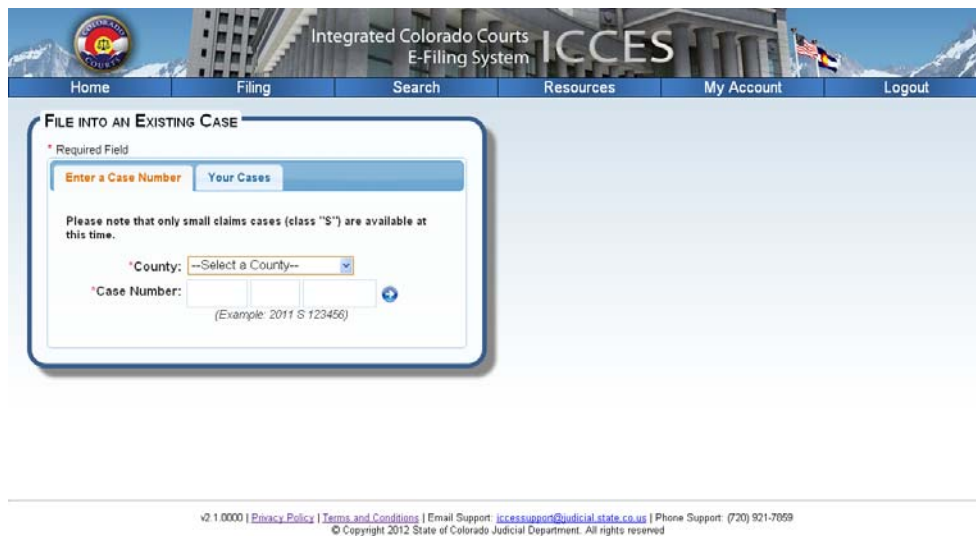 COLORADO
COURTS
Integrated Colorado Courts
E-Filing System
ICCES
Home Filing Search Resources My Account Logout
FILE INTO AN EXISTING CASE
* Required Field
Enter a Case Number Your Cases
Please note that only small claims cases (class "S") are available at
this time.
*County: --Select a County--
*Case Number:
(Example: 2011 S 123456)
v2.1.0000 | Privacy Policy | Terms and Conditions | Email Support: iccessupport@judicial.state.co.us | Phone Support: (720) 921-7859
© Copyright 2012 State of Colorado Judicial Department. All rights reserved